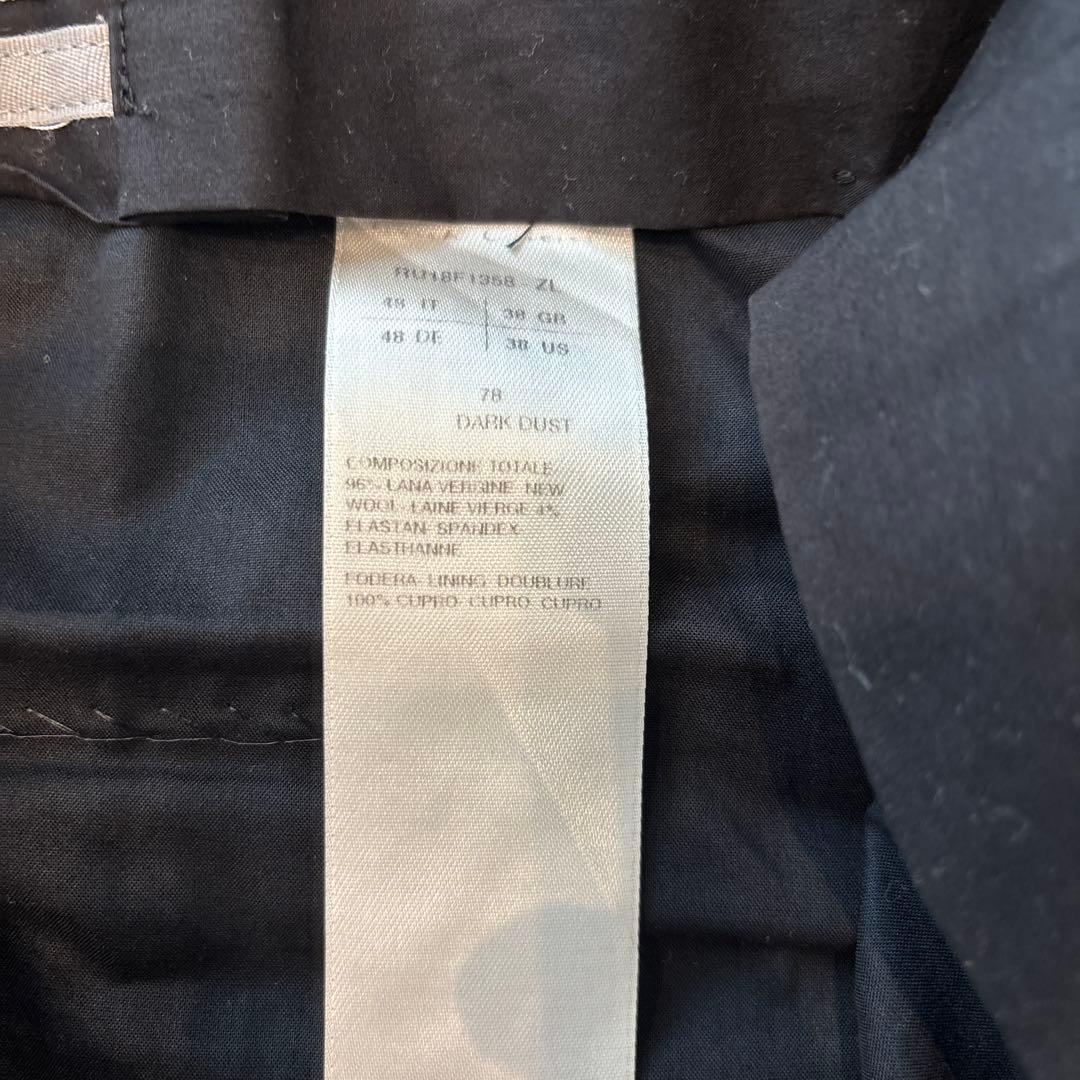 RU18F1358 - ZL
48 IT 38 GB
48 DE 38 US
78
DARK DUST
COMPOSIZIONE TOTALE
96% LANA VERGINE NEW
WOOL LAINE VIERGE 4%
ELASTAN SPANDEX
ELASTHANNE
FODERA LINING DOUBLURE
100% CUPRO CUPRO CUPRO